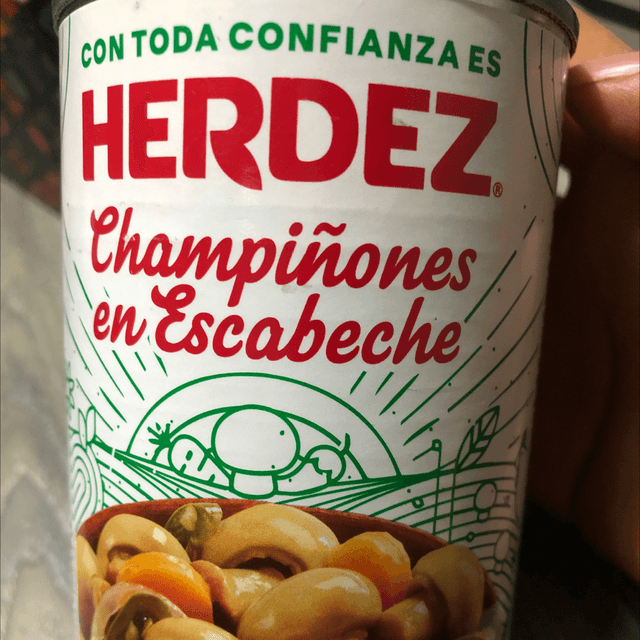 CON TODA CONFIANZA ES
HERDEZ®
Champiñones
en Escabeche